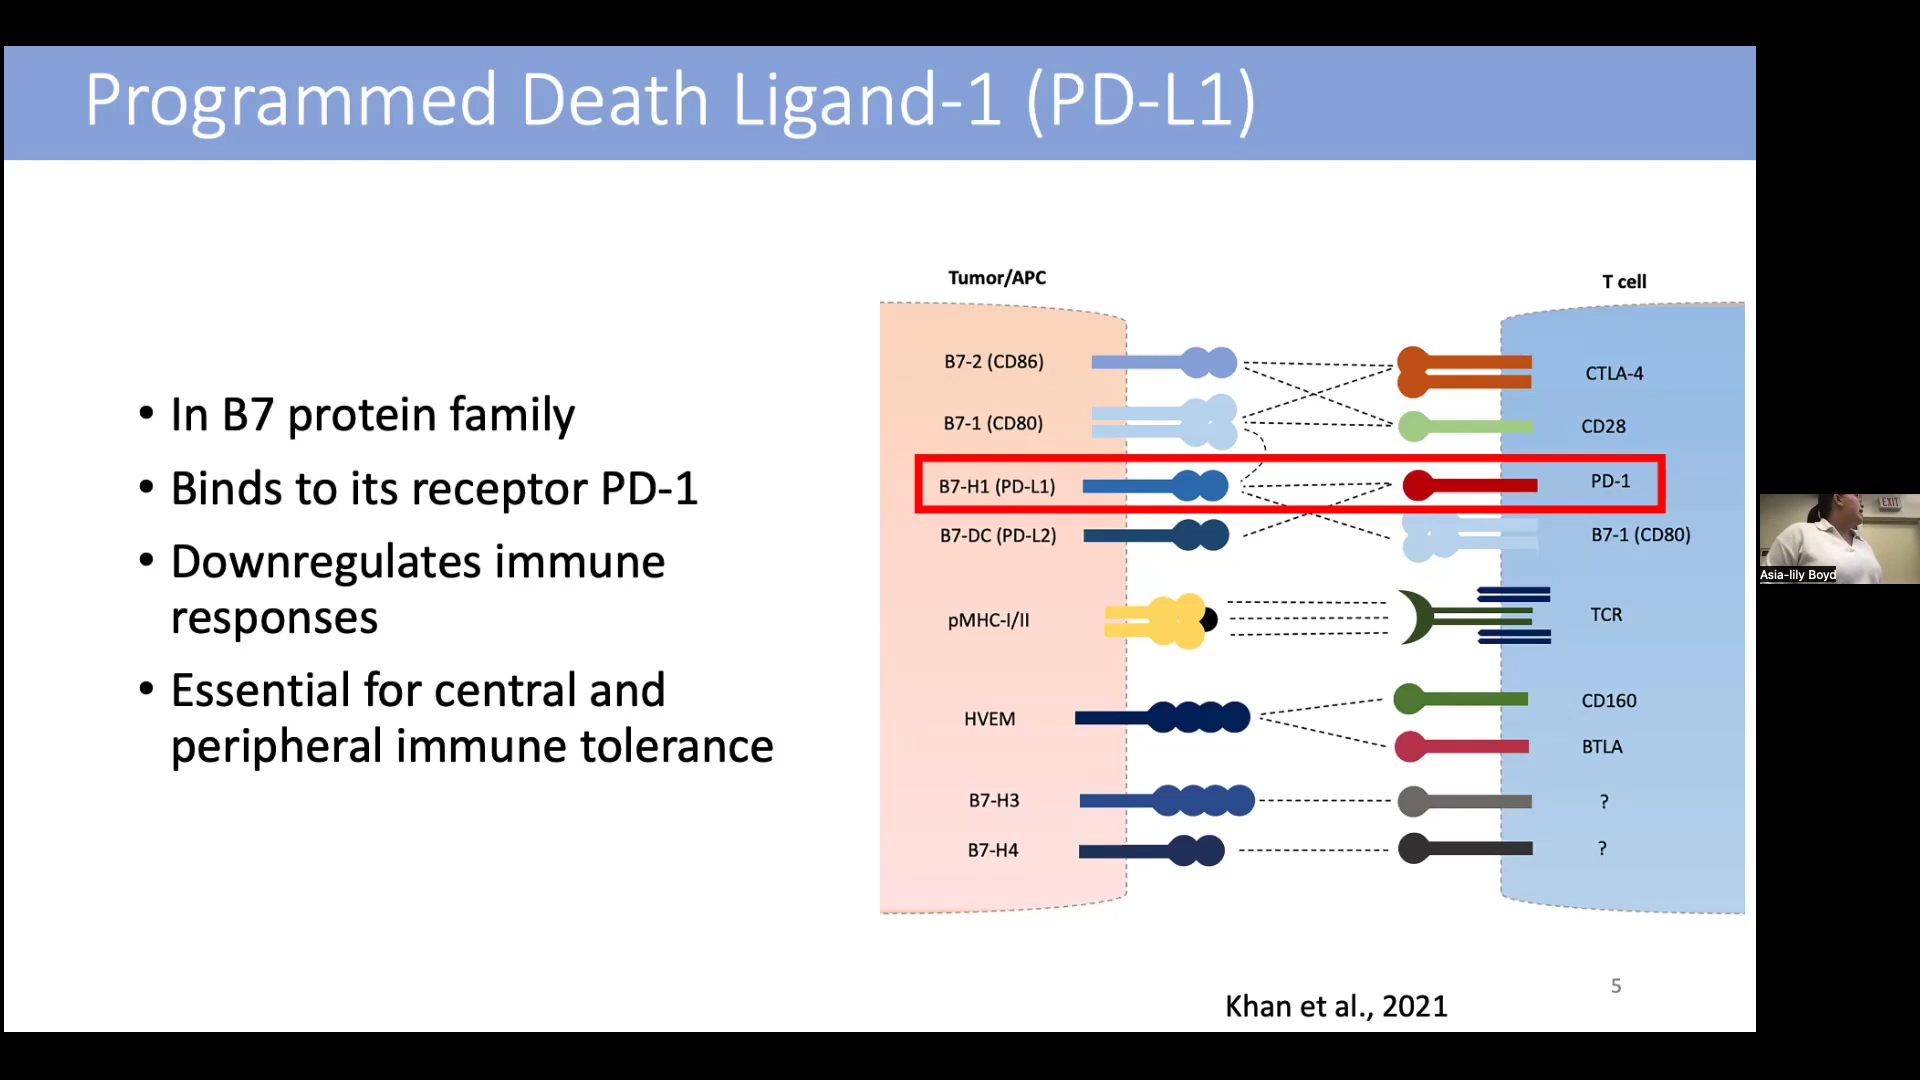 Programmed Death Ligand-1 (PD-L1)
• In B7 protein family
• Binds to its receptor PD-1
• Downregulates immune
responses
• Essential for central and
peripheral immune tolerance
Tumor/APC
T cell
B7-2 (CD86)
CTLA-4
B7-1 (CD80)
CD28
B7-H1 (PD-L1)
PD-1
B7-DC (PD-L2)
B7-1 (CD80)
pMHC-I/II
TCR
HVEM
CD160
BTLA
B7-H3
?
B7-H4
?
5
Khan et al., 2021
EXIT
Asia-lily Boyd